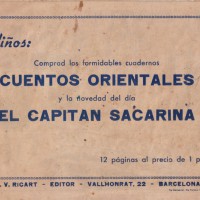 iños:
Comprad los formidables cuadernos
CUENTOS ORIENTALES
y la novedad del día
EL CAPITAN SACARINA
12 páginas al precio de 1 p
V. RICART - EDITOR - VALLHONRAT, 22 - BARCELONA